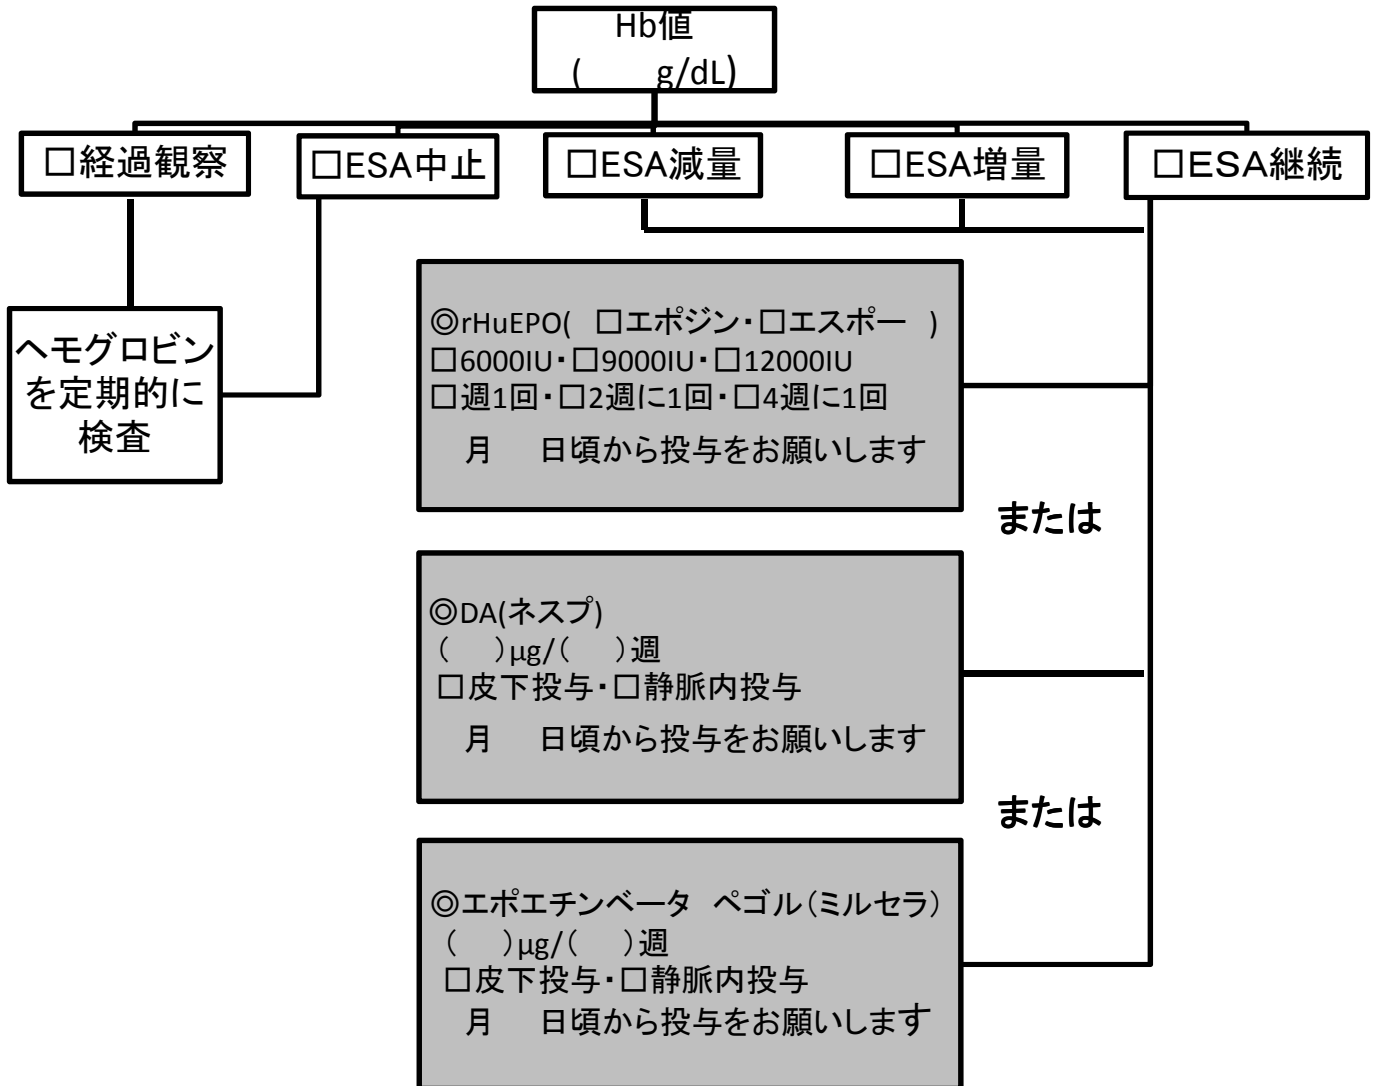 Hb値
(　　g/dL)
□経過観察
□ESA中止
□ESA減量
□ESA増量
□ESA継続
ヘモグロビン
を定期的に
検査
◎rHuEPO(　□エポジン・□エスポー　)
□6000IU・□9000IU・□12000IU
□週1回・□2週に1回・□4週に1回
月　日頃から投与をお願いします
または
◎DA(ネスプ)
(　)μg/(　)週
□皮下投与・□静脈内投与
月　日頃から投与をお願いします
または
◎エポエチンベータ　ペゴル(ミルセラ)
(　)μg/(　)週
□皮下投与・□静脈内投与
月　日頃から投与をお願いします